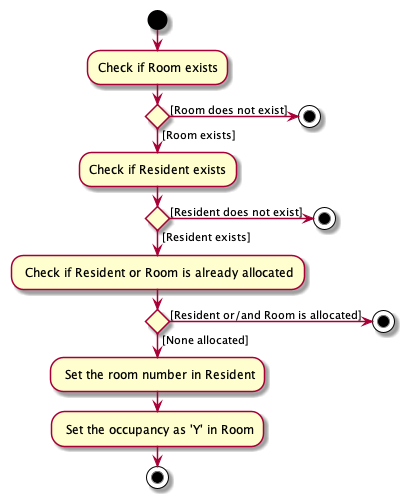 Check if Room exists
[Room does not exist]
[Room exists]
Check if Resident exists
[Resident does not exist]
[Resident exists]
Check if Resident or Room is already allocated
[Resident or/and Room is allocated]
[None allocated]
Set the room number in Resident
Set the occupancy as 'Y' in Room